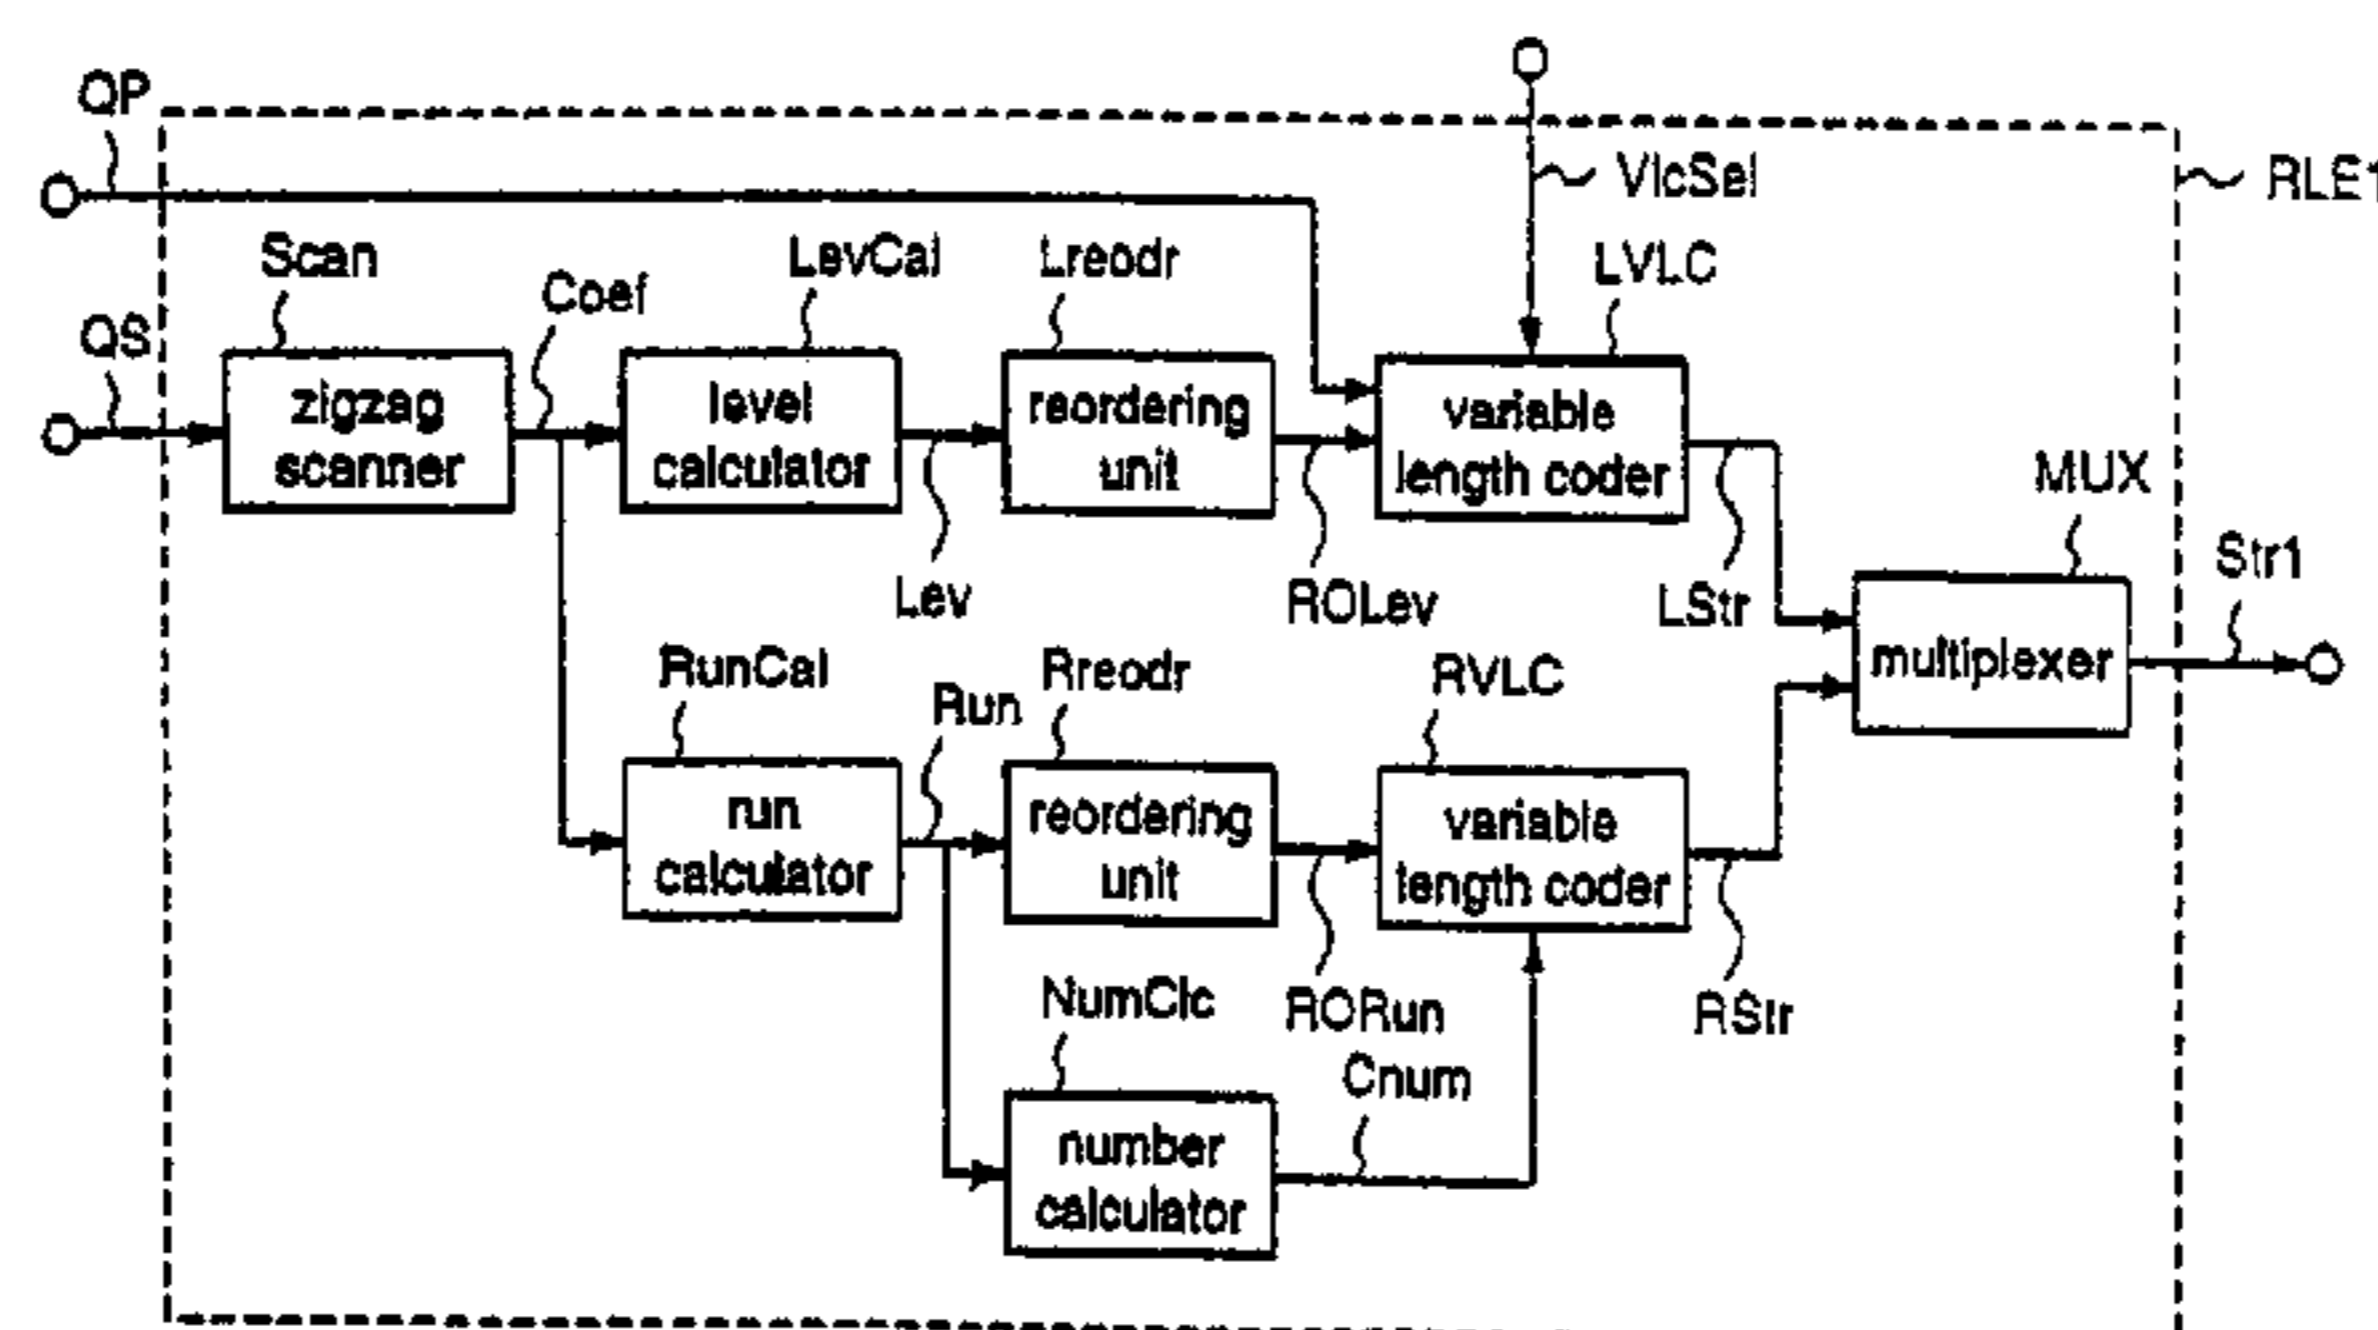 QP
VlcSel
RLE1
Scan
LevCal
Lreodr
LVLC
Coef
QS
zigzag
scanner
level
calculator
reordering
unit
variable
length coder
MUX
Str1
Lev
ROLev
LStr
multiplexer
RunCal
Run
Rreodr
RVLC
run
calculator
reordering
unit
variable
length coder
NumClc
RORun
RStr
Cnum
number
calculator